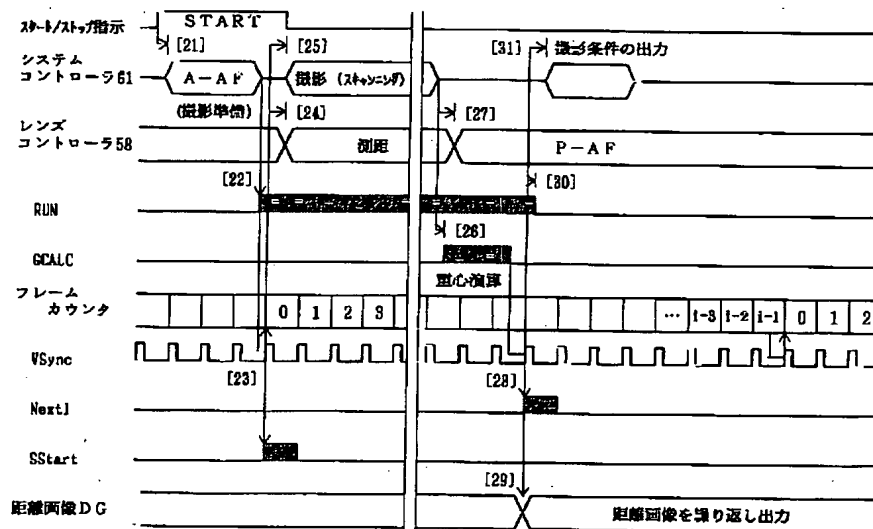 スタート/ストップ指示
START
[21]
[25]
[31]
撮影条件の出力
システム
コントローラ61
A-AF
撮影(スキャンニング)
(撮影準備)
[24]
[27]
レンズ
コントローラ58
測距
P-AF
[22]
[30]
RUN
[26]
GCALC
重心演算
フレーム
カウンタ
0 1 2 3 … i-3 i-2 i-1 0 1 2
VSync
[23]
[28]
NextI
SStart
[29]
距離画像DG
距離画像を繰り返し出力